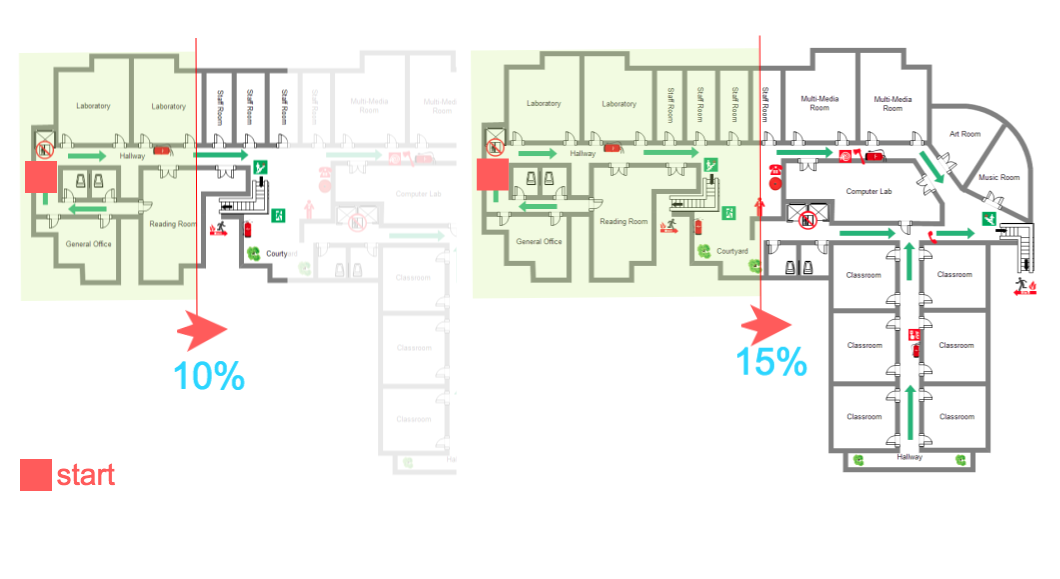 Laboratory
Laboratory
Staff Room
Staff Room
Staff Room
Staff Room
Multi-Media
Room
Hallway
Computer Lab
Reading Room
General Office
Courtyard
Classroom
Classroom
Classroom
10%
start
Laboratory
Laboratory
Staff Room
Staff Room
Staff Room
Staff Room
Multi-Media
Room
Multi-Media
Room
Art Room
Hallway
Music Room
Computer Lab
Reading Room
General Office
Courtyard
Classroom
Classroom
Classroom
Classroom
Classroom
Classroom
Hallway
15%